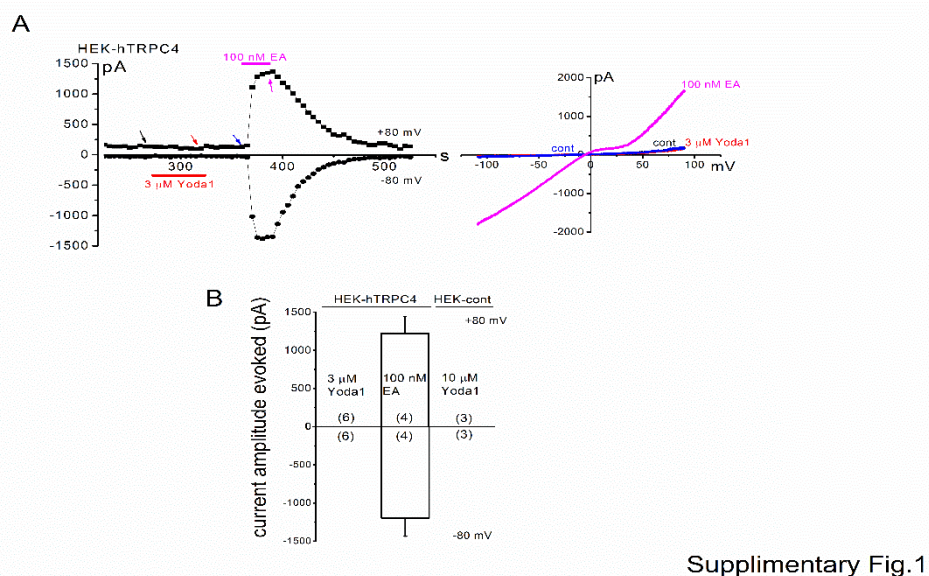 A
HEK-hTRPC4
pA
100 nM EA
1500
1000
500
0
-500
-1000
-1500
300
400
500
s
+80 mV
-80 mV
3 µM Yoda1
pA
2000
1000
0
-1000
-2000
100 nM EA
cont
cont
3 µM Yoda1
-100
-50
0
50
100
mV
B
HEK-hTRPC4
HEK-cont
current amplitude evoked (pA)
1500
1000
500
0
-500
-1000
-1500
+80 mV
3 µM
Yoda1
100 nM
EA
10 µM
Yoda1
(6)
(4)
(3)
(6)
(4)
(3)
-80 mV
Supplimentary Fig.1